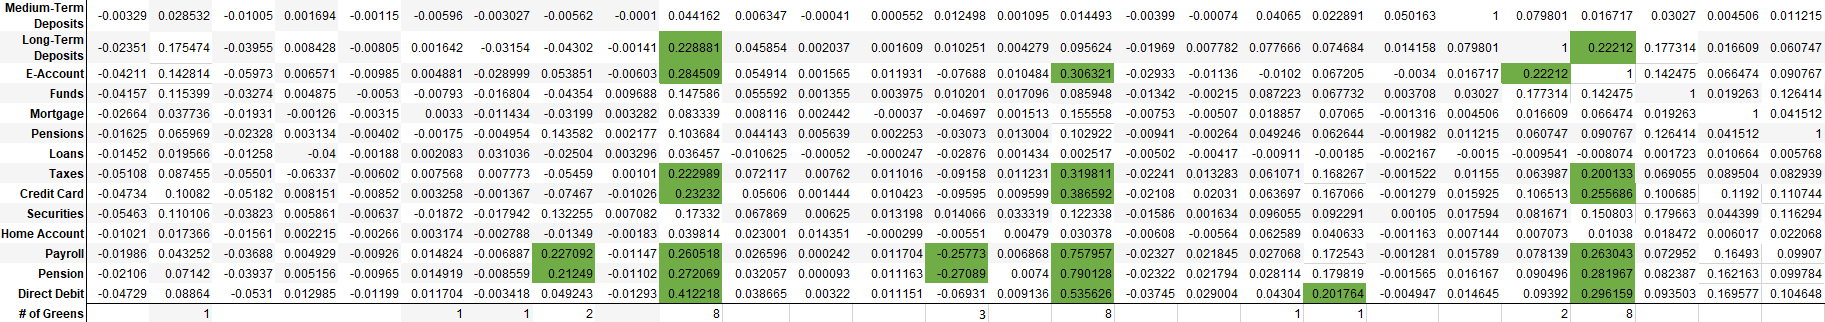 Medium-Term Deposits -0.00329 0.028532 -0.01005 0.001694 -0.00115 -0.00596 -0.003027 -0.00562 -0.0001 0.044162 0.006347 -0.00041 0.000552 0.012498 0.001095 0.014493 -0.00399 -0.00074 0.04065 0.022891 0.050163 1 0.079801 0.016717 0.03027 0.004506 0.011215
Long-Term Deposits -0.02351 0.175474 -0.03955 0.008428 -0.00805 0.001642 -0.03154 -0.04302 -0.00141 0.228881 0.045854 0.002037 0.001609 0.010251 0.004279 0.095624 -0.01969 0.007782 0.077666 0.074684 0.014158 0.079801 1 0.22212 0.177314 0.016609 0.060747
E-Account -0.04211 0.142814 -0.05973 0.006571 -0.00985 0.004881 -0.028999 0.053851 -0.00603 0.284509 0.054914 0.001565 0.011931 -0.07688 0.010484 0.306321 -0.02933 -0.01136 -0.0102 0.067205 -0.0034 0.016717 0.22212 1 0.142475 0.066474 0.090767
Funds -0.04157 0.115399 -0.03274 0.004875 -0.0053 -0.00793 -0.016804 -0.04354 0.009688 0.147586 0.055592 0.001355 0.003975 0.010201 0.017096 0.085948 -0.01342 -0.00215 0.087223 0.067732 0.003708 0.03027 0.177314 0.142475 1 0.019263 0.126414
Mortgage -0.02664 0.037736 -0.01931 -0.00126 -0.00315 0.0033 -0.011434 -0.03199 0.003282 0.083339 0.008116 0.002442 -0.00037 -0.04697 0.001513 0.155558 -0.00753 -0.00507 0.018857 0.07065 -0.001316 0.004506 0.016609 0.066474 0.019263 1 0.041512
Pensions -0.01625 0.065969 -0.02328 0.003134 -0.00402 -0.00175 -0.004954 0.143582 0.002177 0.103684 0.044143 0.005639 0.002253 -0.03073 0.013004 0.102922 -0.00941 -0.00264 0.049246 0.062644 -0.001982 0.011215 0.060747 0.090767 0.126414 0.041512 1
Loans -0.01452 0.019566 -0.01258 -0.04 -0.00188 0.002083 0.031036 -0.02504 0.003296 0.036457 -0.010625 -0.00052 -0.000247 -0.02876 0.001434 0.002517 -0.00502 -0.00417 -0.00911 -0.00185 -0.002167 -0.0015 -0.009541 -0.008074 0.001723 0.010664 0.005768
Taxes -0.05108 0.087455 -0.05501 -0.06337 -0.00602 0.007568 0.007773 -0.05459 0.00101 0.222989 0.072117 0.00762 0.011016 -0.09158 0.011231 0.319811 -0.02241 0.013283 0.061071 0.168267 -0.001522 0.01155 0.063987 0.200133 0.069055 0.089504 0.082939
Credit Card -0.04734 0.10082 -0.05182 0.008151 -0.00852 0.003258 -0.001367 -0.07467 -0.01026 0.23232 0.05606 0.001444 0.010423 -0.09595 0.009599 0.386592 -0.02108 0.02031 0.063697 0.167066 -0.001279 0.015925 0.106513 0.255686 0.100685 0.1192 0.110744
Securities -0.05463 0.110106 -0.03823 0.005861 -0.00637 -0.01872 -0.017942 0.132255 0.007082 0.17332 0.067869 0.00625 0.013198 0.014066 0.033319 0.122338 -0.01586 0.001634 0.096055 0.092291 0.00105 0.017594 0.081671 0.150803 0.179663 0.044399 0.116294
Home Account -0.01021 0.017366 -0.01561 0.002215 -0.00266 0.003174 -0.002788 -0.01349 -0.00183 0.039814 0.023001 0.014351 -0.000299 -0.00551 0.00479 0.030378 -0.00608 -0.00564 0.062589 0.040633 -0.001163 0.007144 0.007073 0.01038 0.018472 0.006017 0.022068
Payroll -0.01986 0.043252 -0.03688 0.004929 -0.00926 0.014824 -0.006887 0.227092 -0.01147 0.260518 0.026596 0.000242 0.011704 -0.25773 0.006868 0.757957 -0.02327 0.021845 0.027068 0.172543 -0.001281 0.015789 0.078139 0.263043 0.072952 0.16493 0.09907
Pension -0.02106 0.07142 -0.03937 0.005156 -0.00965 0.014919 -0.008559 0.21249 -0.01102 0.272069 0.032057 0.000093 0.011163 -0.27089 0.0074 0.790128 -0.02322 0.021794 0.028114 0.179819 -0.001565 0.016167 0.090496 0.281967 0.082387 0.162163 0.099784
Direct Debit -0.04729 0.08864 -0.0531 0.012985 -0.01199 0.011704 -0.003418 0.049243 -0.01293 0.412218 0.038665 0.00322 0.011151 -0.06931 0.009136 0.535626 -0.03745 0.029004 0.04304 0.201764 -0.004947 0.014645 0.09392 0.296159 0.093503 0.169577 0.104648
# of Greens 1 1 1 2 8 3 8 1 1 2 8